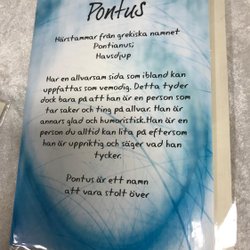 Pontus
Härstammar från grekiska namnet
Pontianus;
Havsdjup
Har en allvarsam sida som ibland kan
uppfattas som vemodig. Detta tyder
dock bara på att han är en person som
tar saker och ting på allvar. Han är
annars glad och humoristisk.Han är en
person du alltid kan lita på eftersom
han är uppriktig och säger vad han
tycker.
Pontus är ett namn
att vara stolt över